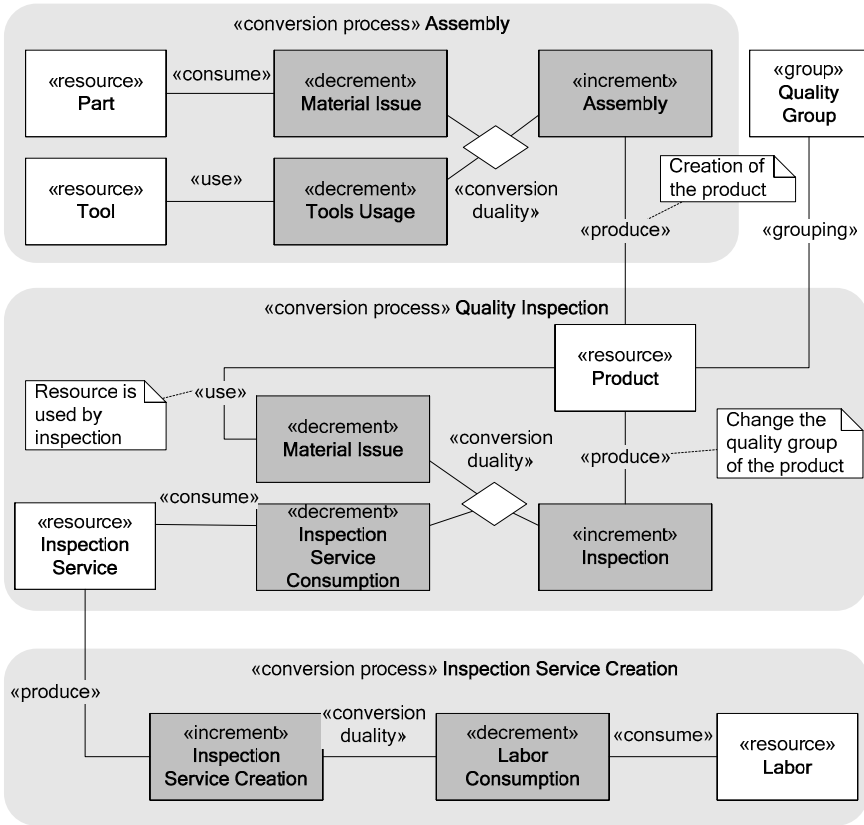 «conversion process» Assembly
«resource»
Part
«consume»
«decrement»
Material Issue
«increment»
Assembly
«group»
Quality
Group
«resource»
Tool
«use»
«decrement»
Tools Usage
«conversion
duality»
Creation of
the product
«produce»
«grouping»
«conversion process» Quality Inspection
«resource»
Product
Resource is
used by
inspection
«use»
«decrement»
Material Issue
«conversion
duality»
«produce»
Change the
quality group
of the product
«consume»
«resource»
Inspection
Service
«decrement»
Inspection
Service
Consumption
«increment»
Inspection
«conversion process» Inspection Service Creation
«produce»
«increment»
Inspection
Service Creation
«conversion
duality»
«decrement»
Labor
Consumption
«consume»
«resource»
Labor